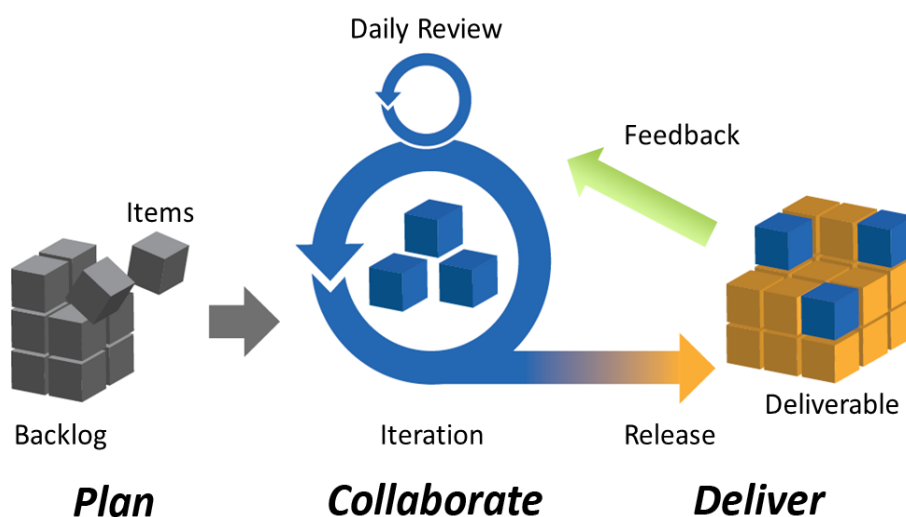 Daily Review
Feedback
Items
Backlog
Iteration
Release
Deliverable
Plan
Collaborate
Deliver